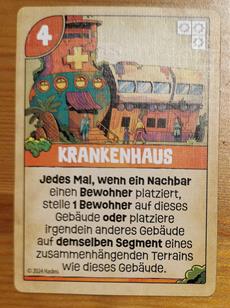 4
KRANKENHAUS
Jedes Mal, wenn ein Nachbar
einen Bewohner platziert,
stelle 1 Bewohner auf dieses
Gebäude oder platziere
irgendein anderes Gebäude
auf demselben Segment eines
zusammenhängenden Terrains
wie dieses Gebäude.
© 2024 Hachni